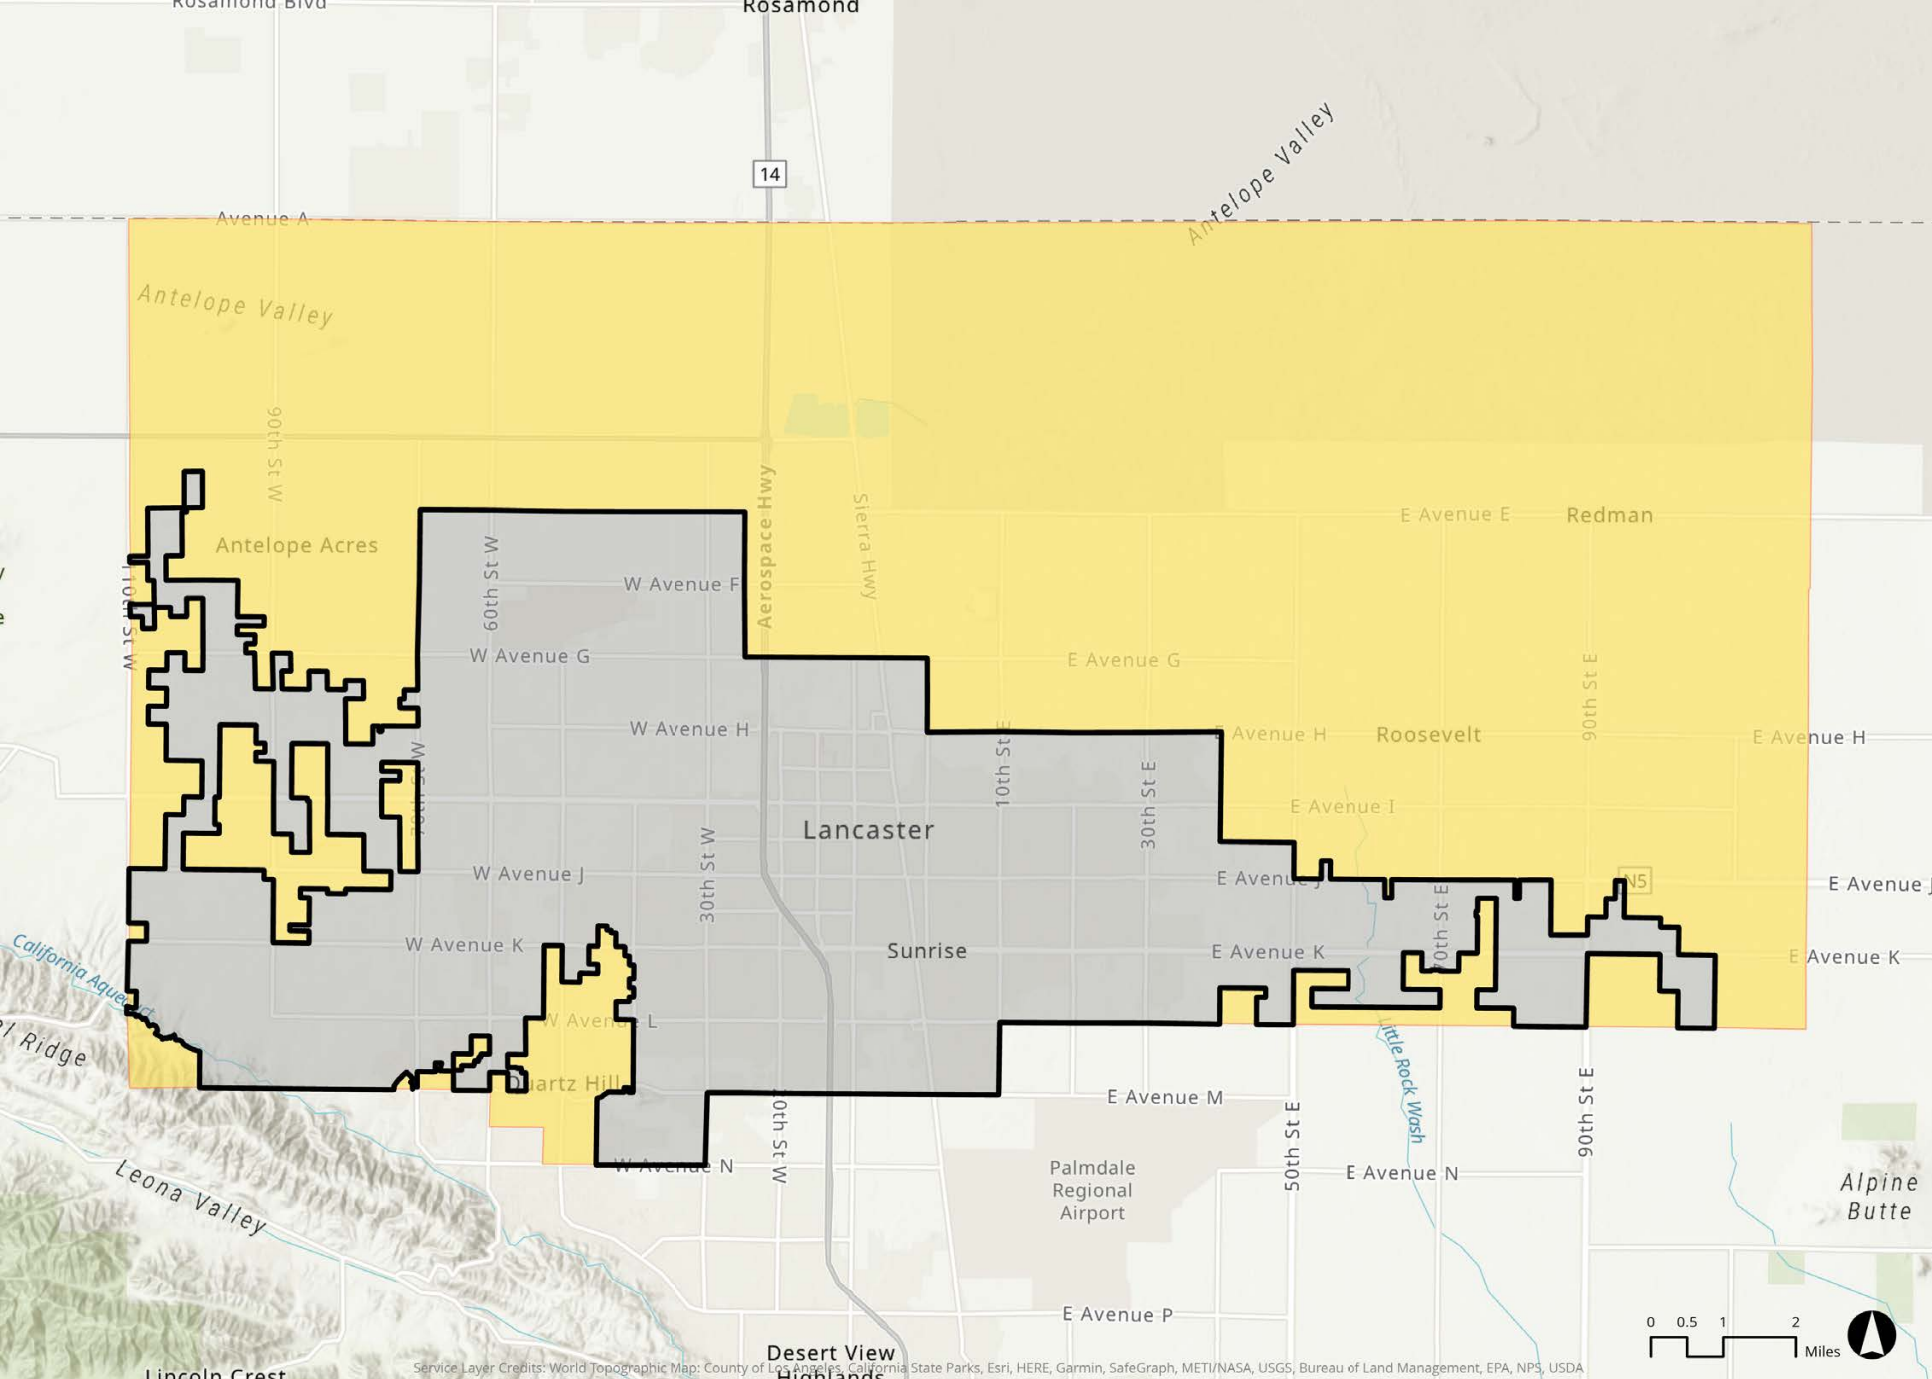 Rosamond Blvd
Rosamond
14
Antelope Valley
Avenue A
Antelope Valley
90th St W
Aerospace Hwy
Sierra Hwy
E Avenue E
Redman
Antelope Acres
60th St W
W Avenue F
110th St W
W Avenue G
E Avenue G
90th St E
W Avenue H
10th St E
E Avenue H
Roosevelt
E Avenue H
70th St W
30th St E
E Avenue I
Lancaster
30th St W
W Avenue J
E Avenue J
N5
E Avenue J
70th St E
W Avenue K
Sunrise
E Avenue K
E Avenue K
California Aqueduct
el Ridge
W Avenue L
Little Rock Wash
Quartz Hill
10th St W
E Avenue M
50th St E
90th St E
W Avenue N
Palmdale
Regional
Airport
E Avenue N
Alpine
Butte
Leona Valley
E Avenue P
0 0.5 1 2
Miles
Desert View
Highlands
Lincoln Crest
Service Layer Credits: World Topographic Map: County of Los Angeles, California State Parks, Esri, HERE, Garmin, SafeGraph, METI/NASA, USGS, Bureau of Land Management, EPA, NPS, USDA